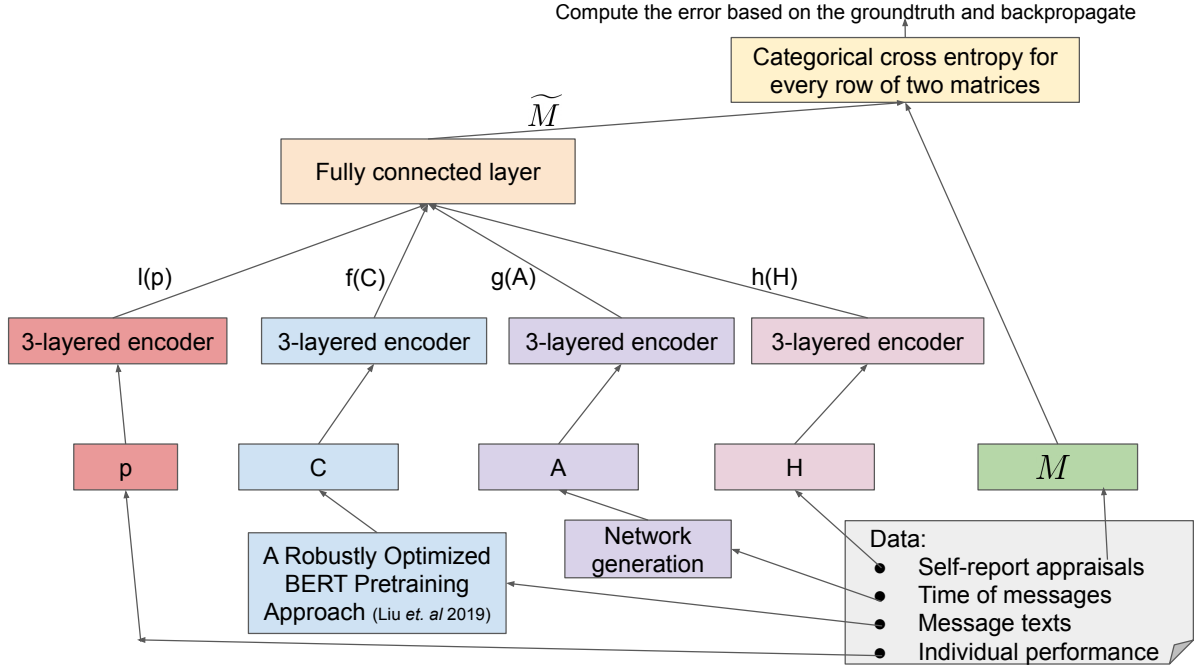 Compute the error based on the groundtruth and backpropagate
Categorical cross entropy for
every row of two matrices
M̃
Fully connected layer
l(p)
f(C)
g(A)
h(H)
3-layered encoder
3-layered encoder
3-layered encoder
3-layered encoder
p
C
A
H
M
A Robustly Optimized
BERT Pretraining
Approach (Liu et. al 2019)
Network
generation
Data:
● Self-report appraisals
● Time of messages
● Message texts
● Individual performance